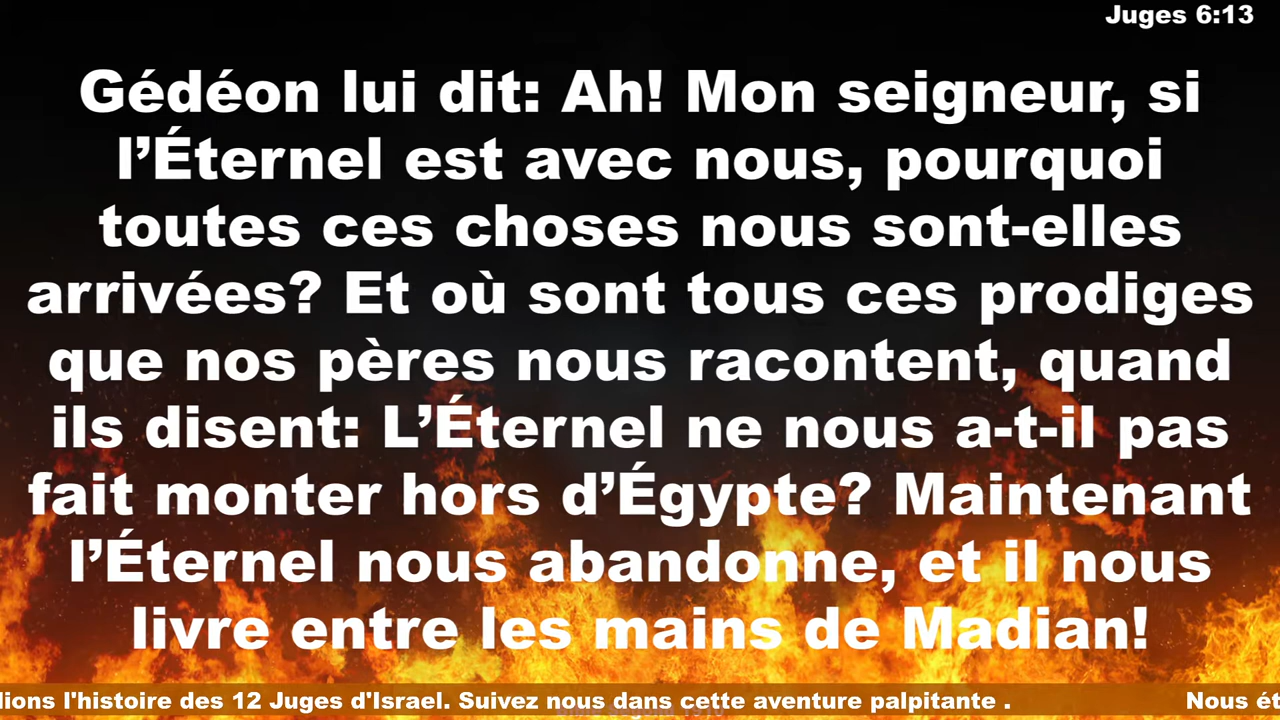 Juges 6:13
Gédéon lui dit: Ah! Mon seigneur, si
l’Éternel est avec nous, pourquoi
toutes ces choses nous sont-elles
arrivées? Et où sont tous ces prodiges
que nos pères nous racontent, quand
ils disent: L’Éternel ne nous a-t-il pas
fait monter hors d’Égypte? Maintenant
l’Éternel nous abandonne, et il nous
livre entre les mains de Madian!
l'histoire des 12 Juges d'Israel. Suivez nous dans cette aventure palpitante . Nous